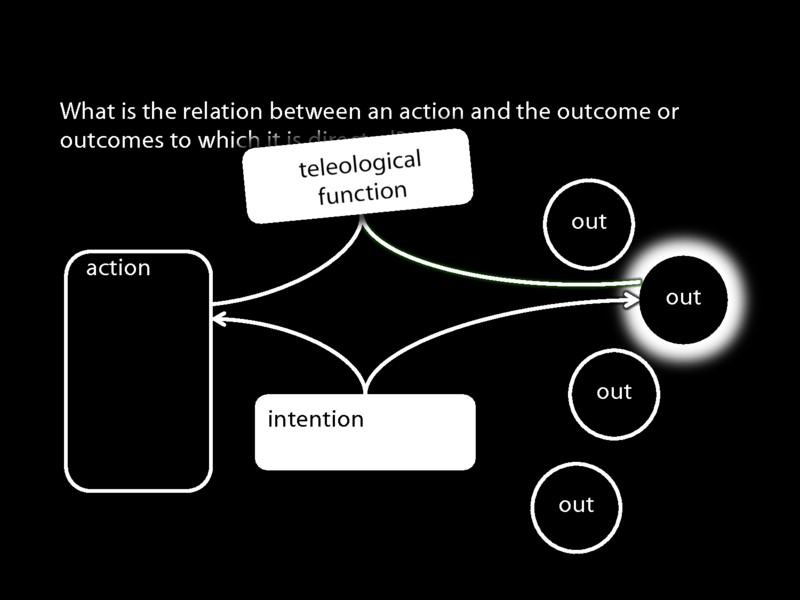 What is the relation between an action and the outcome or
outcomes to which it is directed?
teleological
function
out
action
out
out
intention
out